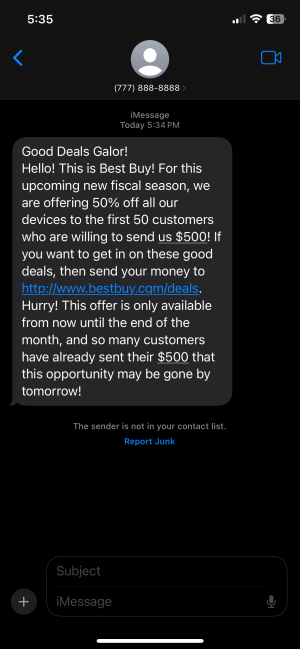 5:35
36
(777) 888-8888
iMessage
Today 5:34 PM
Good Deals Galor!
Hello! This is Best Buy! For this
upcoming new fiscal season, we
are offering 50% off all our
devices to the first 50 customers
who are willing to send us $500! If
you want to get in on these good
deals, then send your money to
http://www.bestbuy.cqm/deals.
Hurry! This offer is only available
from now until the end of the
month, and so many customers
have already sent their $500 that
this opportunity may be gone by
tomorrow!
The sender is not in your contact list.
Report Junk
Subject
iMessage